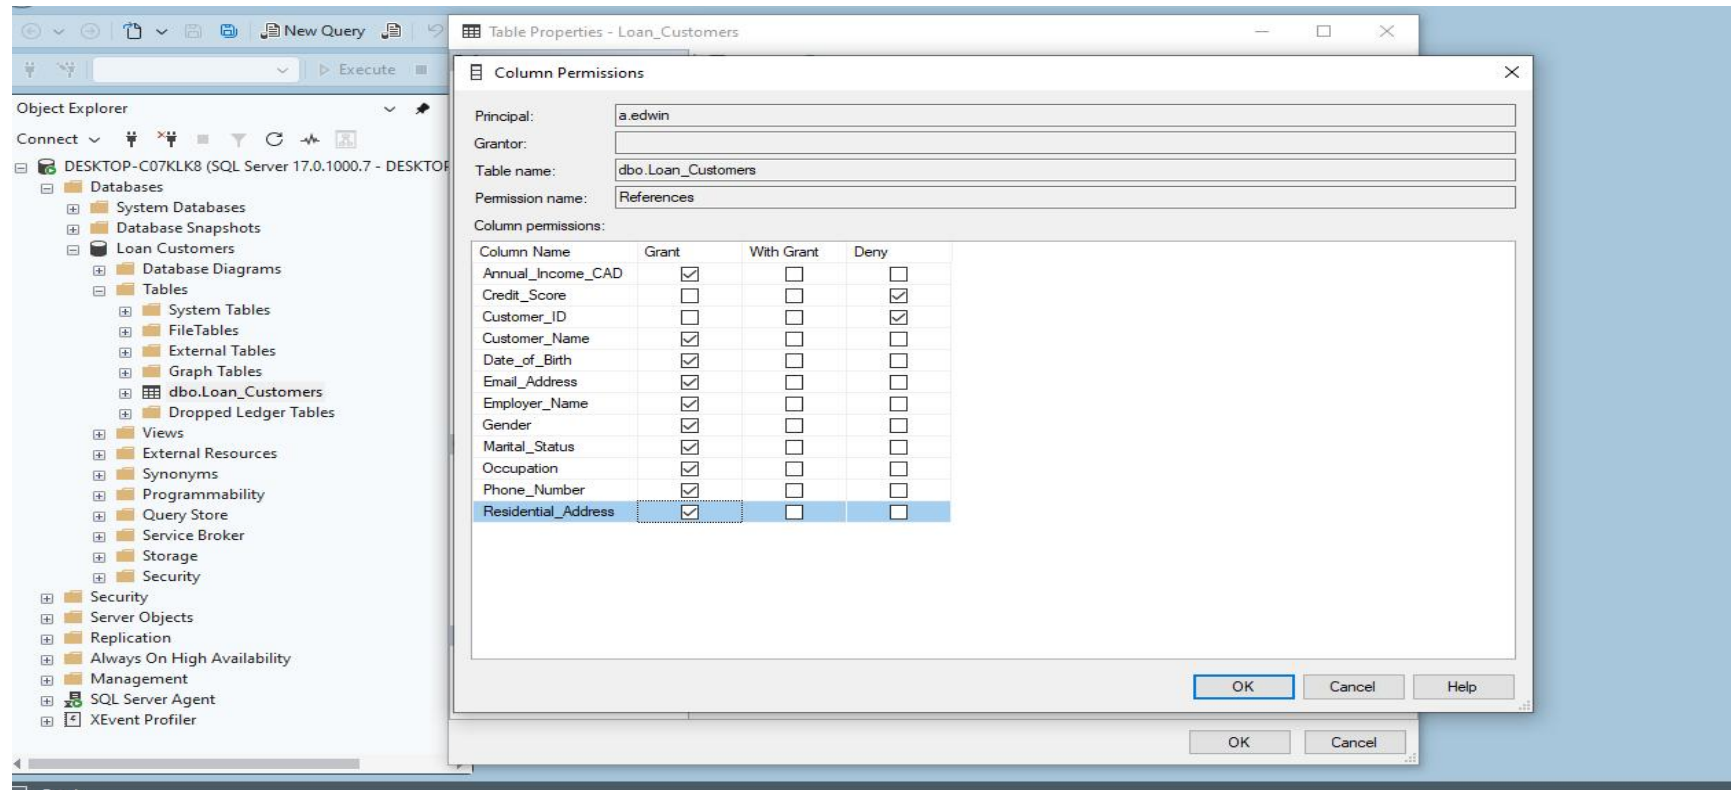 New Query
Execute
Object Explorer
Connect
DESKTOP-C07KLK8 (SQL Server 17.0.1000.7 - DESKTOP
Databases
System Databases
Database Snapshots
Loan Customers
Database Diagrams
Tables
System Tables
FileTables
External Tables
Graph Tables
dbo.Loan_Customers
Dropped Ledger Tables
Views
External Resources
Synonyms
Programmability
Query Store
Service Broker
Storage
Security
Security
Server Objects
Replication
Always On High Availability
Management
SQL Server Agent
XEvent Profiler
Table Properties - Loan_Customers
Column Permissions
Principal: a.edwin
Grantor:
Table name: dbo.Loan_Customers
Permission name: References
Column permissions:
Column Name Grant With Grant Deny
Annual_Income_CAD
Credit_Score
Customer_ID
Customer_Name
Date_of_Birth
Email_Address
Employer_Name
Gender
Marital_Status
Occupation
Phone_Number
Residential_Address
OK Cancel Help
OK Cancel